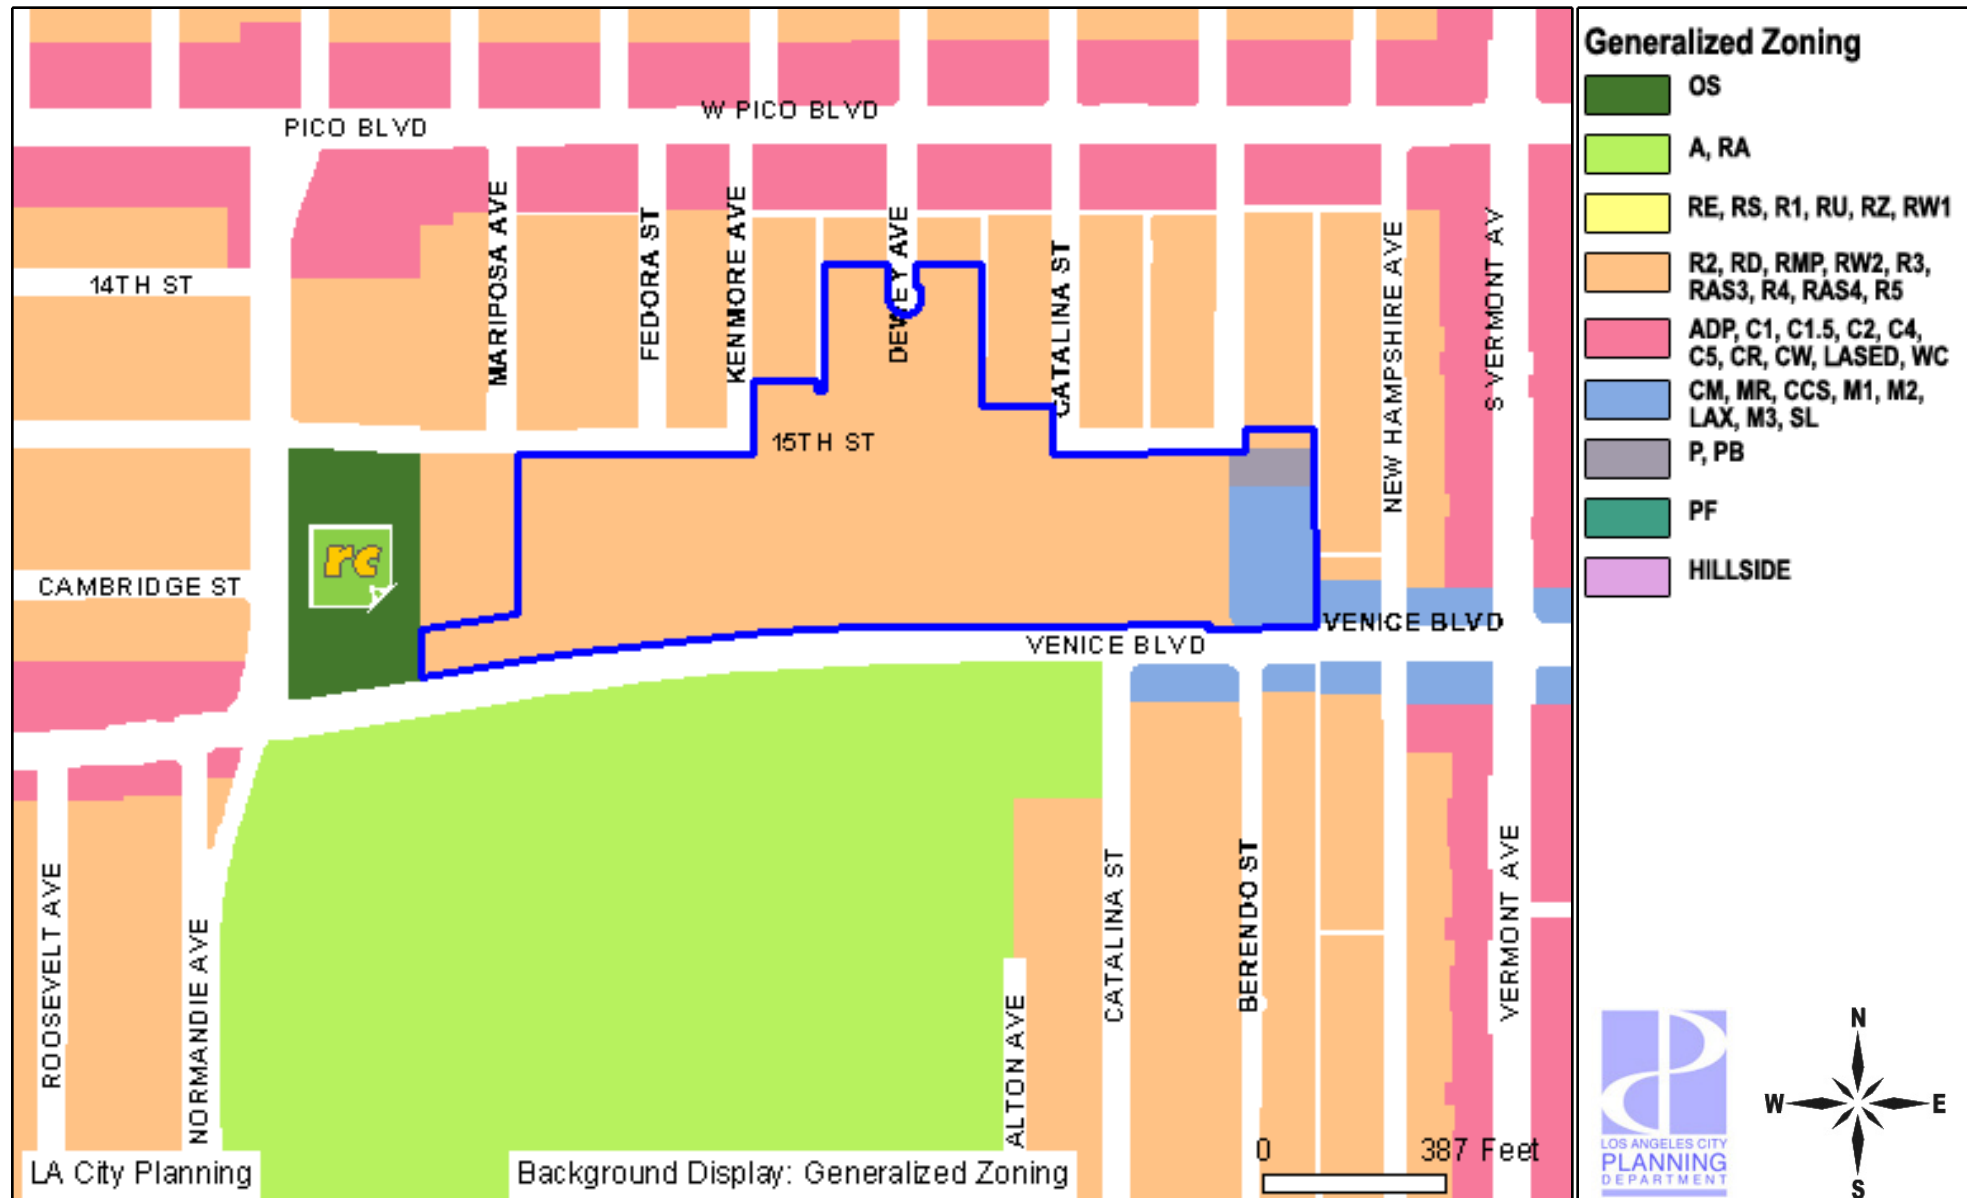 Generalized Zoning
OS
A, RA
RE, RS, R1, RU, RZ, RW1
R2, RD, RMP, RW2, R3,
RAS3, R4, RAS4, R5
ADP, C1, C1.5, C2, C4,
C5, CR, CW, LASED, WC
CM, MR, CCS, M1, M2,
LAX, M3, SL
P, PB
PF
HILLSIDE
PICO BLVD
W PICO BLVD
14TH ST
MARIPOSA AVE
FEDORA ST
KENMORE AVE
DEWEY AVE
CATALINA ST
NEW HAMPSHIRE AVE
S VERMONT AV
15TH ST
rc
CAMBRIDGE ST
VENICE BLVD
VENICE BLVD
ROOSEVELT AVE
NORMANDIE AVE
ALTON AVE
CATALINA ST
BERENDO ST
VERMONT AVE
LA City Planning
Background Display: Generalized Zoning
0
387 Feet
LOS ANGELES CITY
PLANNING
DEPARTMENT
N
W
E
S